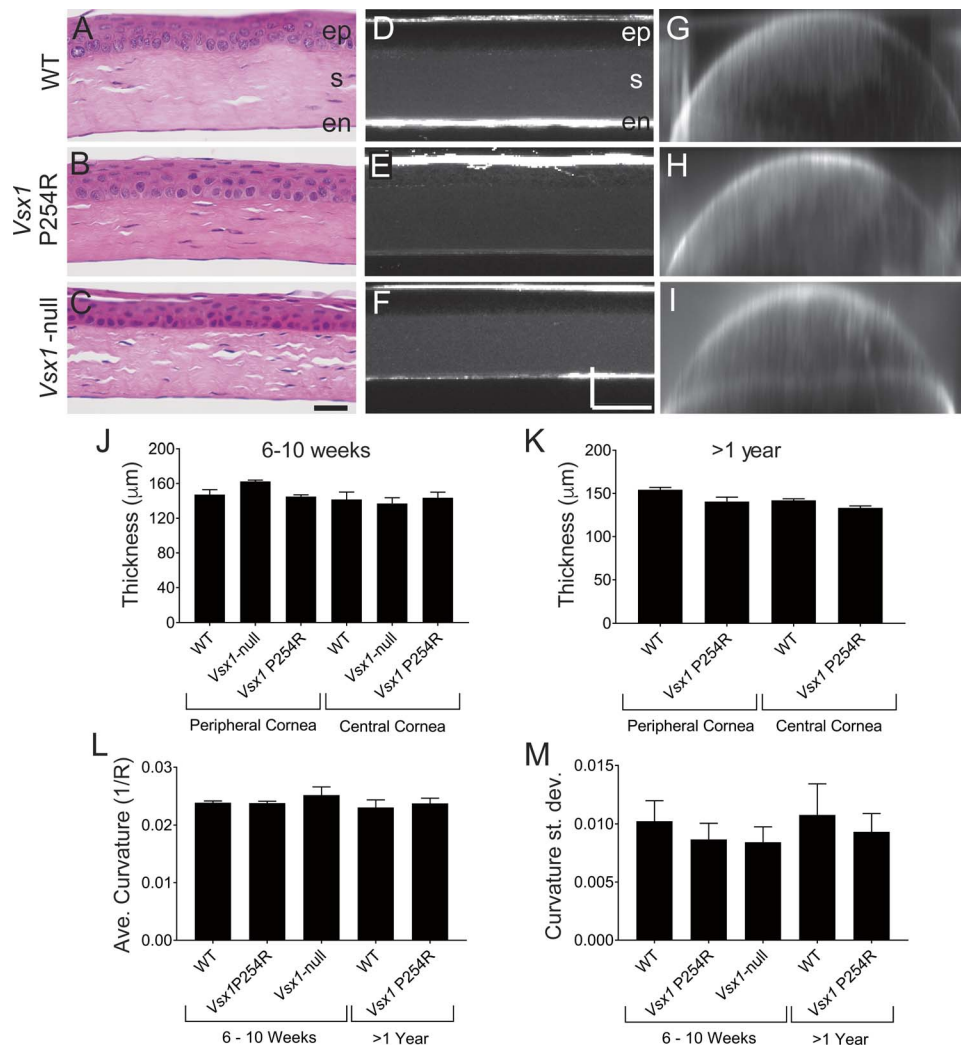 A
ep
s
en
WT
B
Vsx1
P254R
C
Vsx1 -null
D
ep
s
en
E
F
G
H
I
J
6-10 weeks
Thickness (μm)
200
160
120
80
40
0
WT
Vsx1-null
Vsx1 P254R
WT
Vsx1-null
Vsx1 P254R
Peripheral Cornea
Central Cornea
K
>1 year
Thickness (μm)
200
150
100
50
0
WT
Vsx1 P254R
WT
Vsx1 P254R
Peripheral Cornea
Central Cornea
L
Ave. Curvature (1/R)
0.03
0.02
0.01
0.00
WT
Vsx1P254R
Vsx1-null
WT
Vsx1 P254R
6 - 10 Weeks
>1 Year
M
Curvature st. dev.
0.015
0.010
0.005
0.000
WT
Vsx1 P254R
Vsx1-null
WT
Vsx1 P254R
6 - 10 Weeks
>1 Year